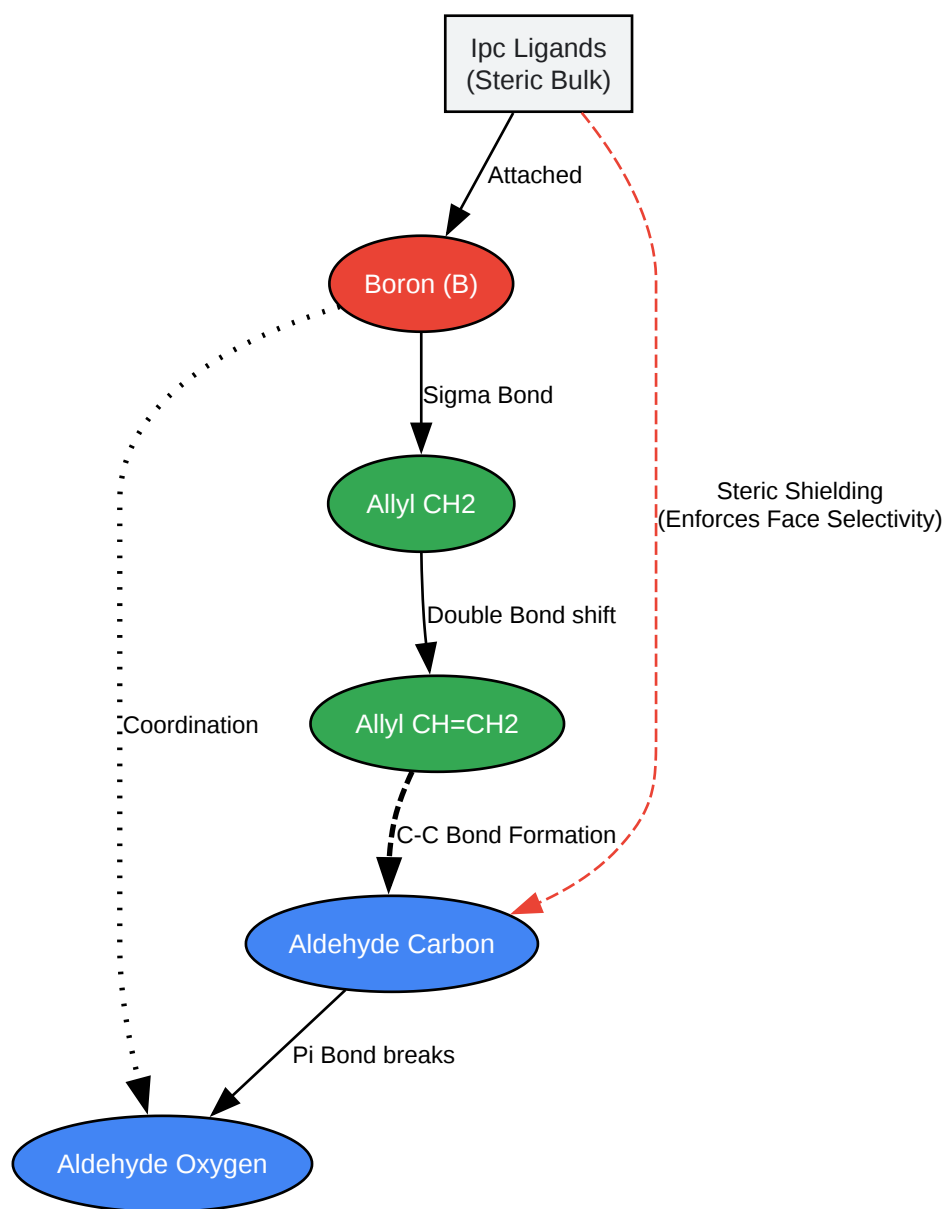 Ipc Ligands
(Steric Bulk)
Attached
Boron (B)
Sigma Bond
Allyl CH2
Steric Shielding
(Enforces Face Selectivity)
Double Bond shift
Allyl CH=CH2
Coordination
C-C Bond Formation
Aldehyde Carbon
Pi Bond breaks
Aldehyde Oxygen